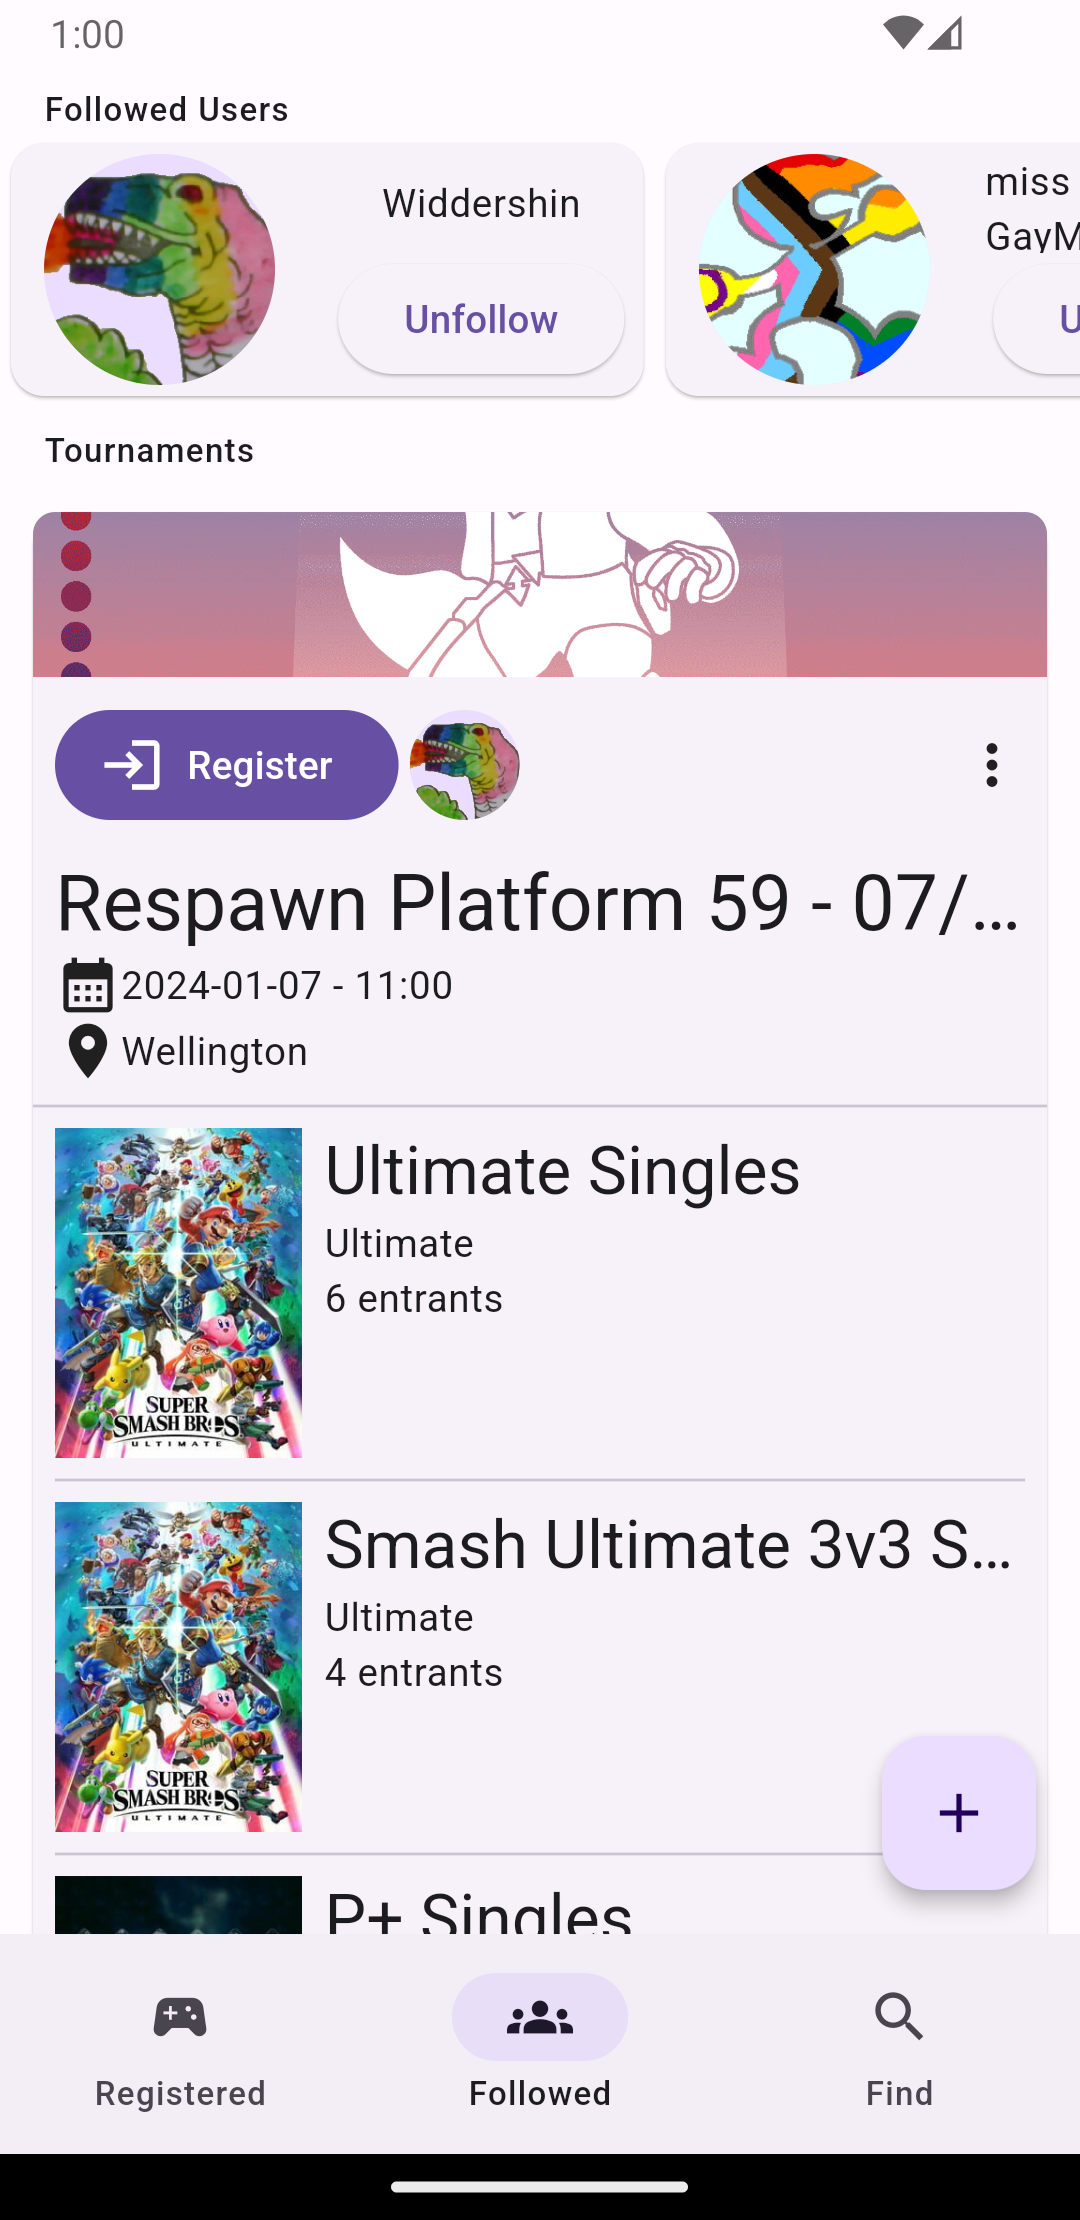 1:00
Followed Users
Widdershin
Unfollow
miss
GayM
U
Tournaments
Register
Respawn Platform 59 - 07/...
2024-01-07 - 11:00
Wellington
Ultimate Singles
Ultimate
6 entrants
SUPER
SMASH BROS.
ULTIMATE
Smash Ultimate 3v3 S...
Ultimate
4 entrants
SUPER
SMASH BROS.
ULTIMATE
P+ Singles
Registered
Followed
Find